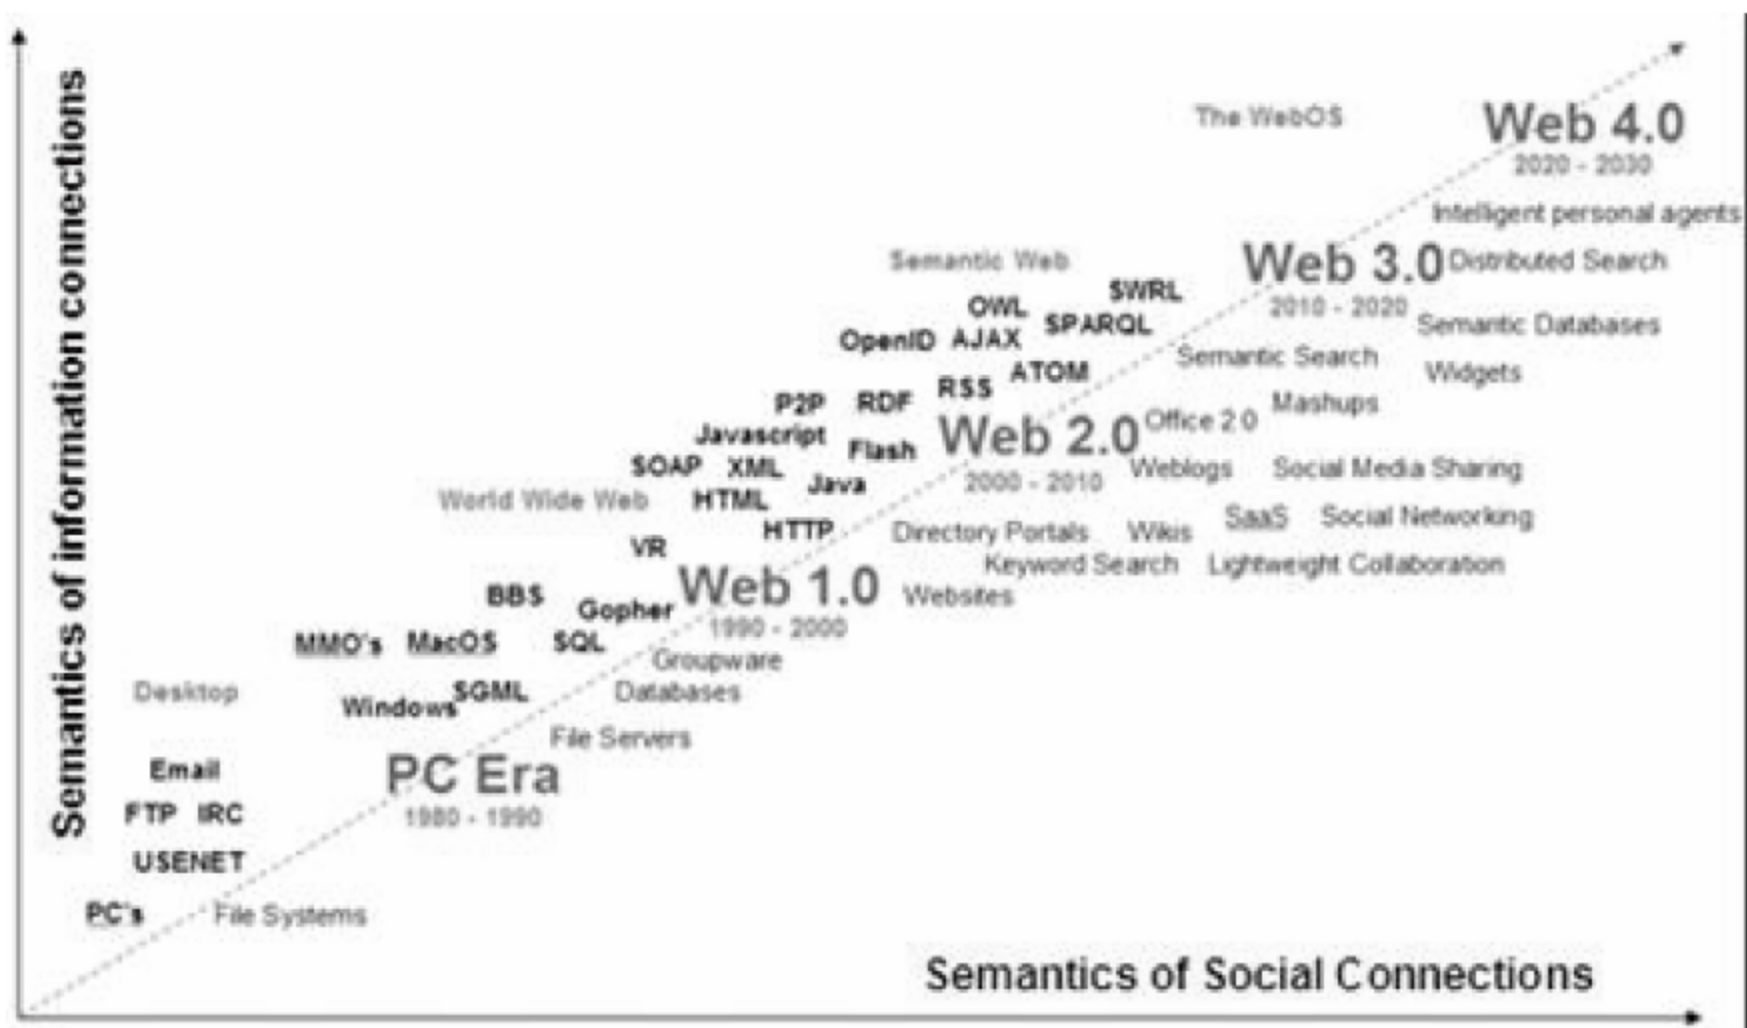 Semantics of information connections
The WebOS
Web 4.0
2020 - 2030
Intelligent personal agents
Semantic Web
Web 3.0 Distributed Search
SWRL
OWL
2010 - 2020
SPARQL
Semantic Databases
OpenID AJAX
Semantic Search
ATOM
Widgets
RSS
P2P RDF
Mashups
Office 2.0
Javascript
Web 2.0
Flash
SOAP XML
Weblogs Social Media Sharing
Java
2000 - 2010
World Wide Web HTML
SaaS Social Networking
HTTP
Directory Portals Wikis
VR
Keyword Search Lightweight Collaboration
Web 1.0
BBS
Websites
Gopher
1990 - 2000
MMO's MacOS SQL
Groupware
Desktop
SGML
Databases
Windows
File Servers
Email
PC Era
FTP IRC
1980 - 1990
USENET
PC's
File Systems
Semantics of Social Connections